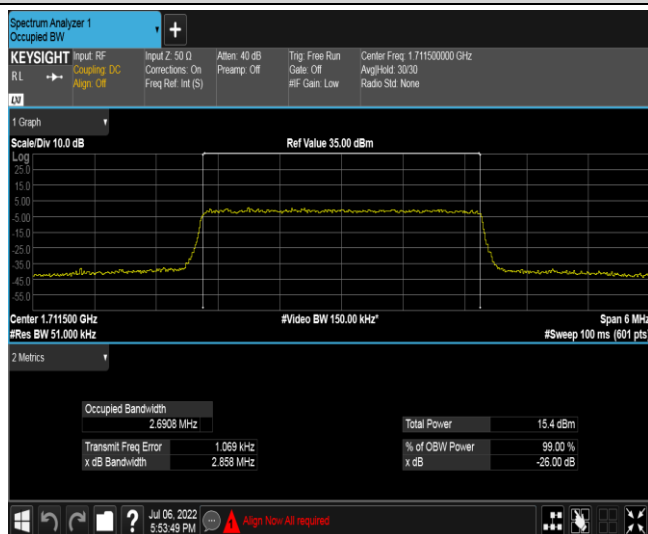 Spectrum Analyzer 1
Occupied BW
+
KEYSIGHT
R L
LXI
Input: RF
Coupling: DC
Align: Off
Input Z: 50 Ω
Corrections: On
Freq Ref: Int (S)
Atten: 40 dB
Preamp: Off
Trig: Free Run
Gate: Off
#IF Gain: Low
Center Freq: 1.711500000 GHz
Avg|Hold: 30/30
Radio Std: None
1 Graph
Scale/Div 10.0 dB
Ref Value 35.00 dBm
Log
25.0
15.0
5.00
-5.00
-15.0
-25.0
-35.0
-45.0
-55.0
Center 1.711500 GHz
#Video BW 150.00 kHz*
Span 6 MHz
#Res BW 51.000 kHz
#Sweep 100 ms (601 pts)
2 Metrics
Occupied Bandwidth
2.6908 MHz
Total Power 15.4 dBm
Transmit Freq Error 1.069 kHz
% of OBW Power 99.00 %
x dB Bandwidth 2.858 MHz
x dB -26.00 dB
?
Jul 06, 2022
5:53:49 PM
Align Now All required